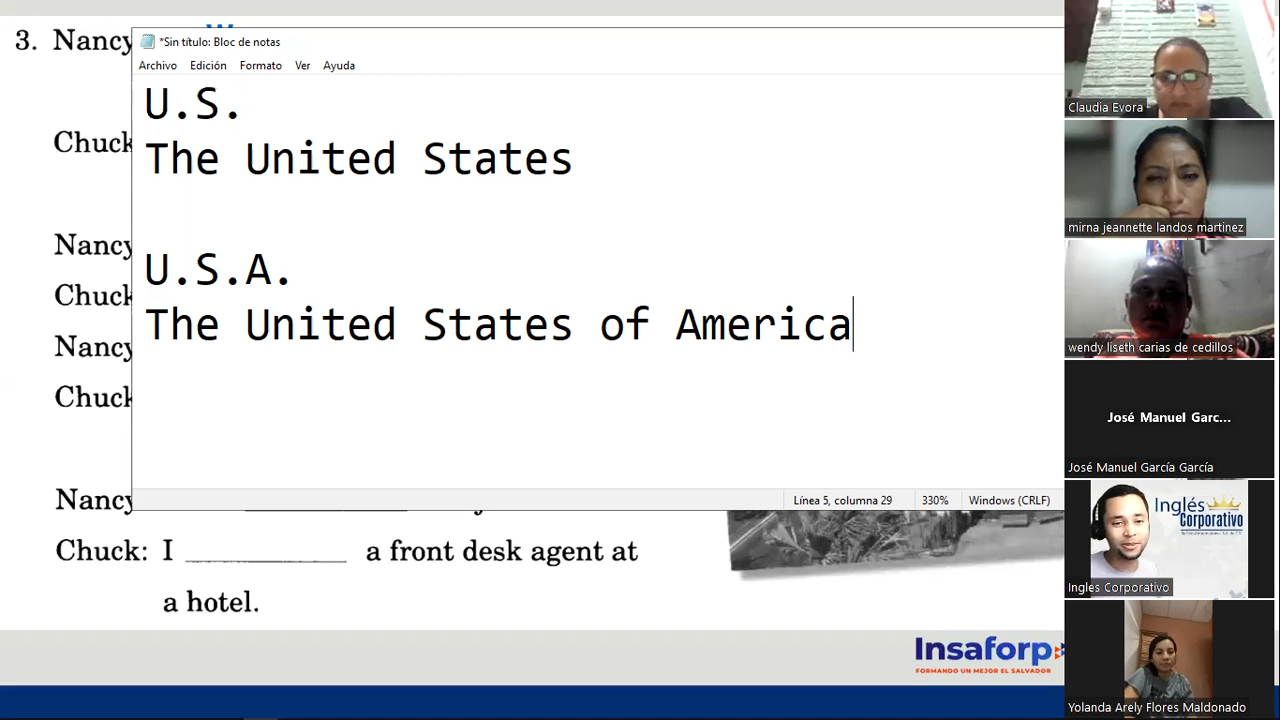 3. Nancy
*Sin título: Bloc de notas
Archivo Edición Formato Ver Ayuda
U.S.
The United States
U.S.A.
The United States of America
Chuck
Nancy
Chuck
Nancy
Chuck
Nancy
Línea 5, columna 29 330% Windows (CRLF)
Chuck: I ____________ a front desk agent at
a hotel.
Insaforp
FORMANDO UN MEJOR EL SALVADOR
Claudia Evora
mirna jeannette landos martinez
wendy liseth carias de cedillos
José Manuel Garc...
José Manuel García García
Inglés
Corporativo
Ingles Corporativo
Yolanda Arely Flores Maldonado